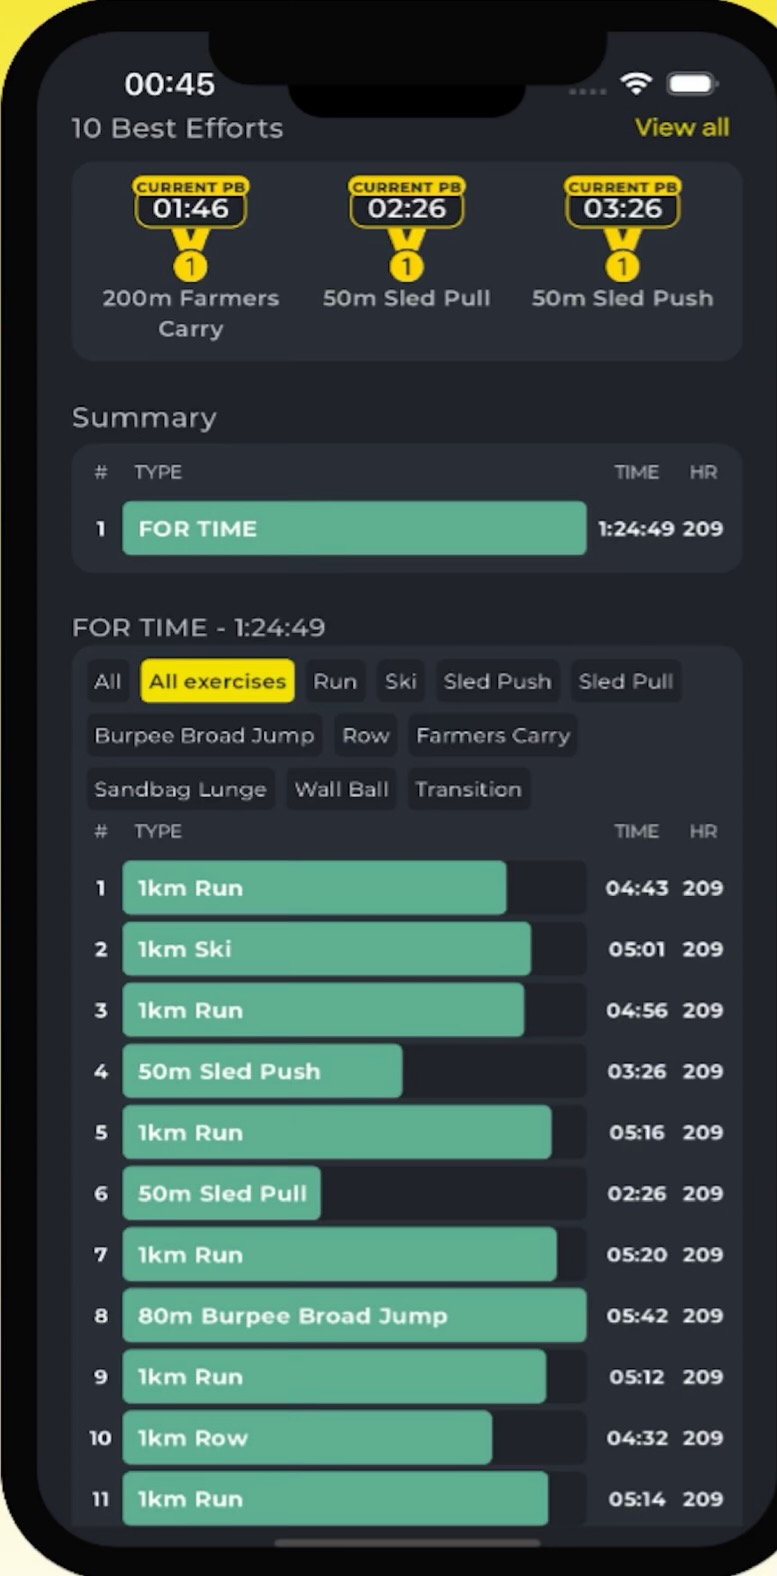 00:45
10 Best Efforts View all
CURRENT PB CURRENT PB CURRENT PB
01:46 02:26 03:26
1 1 1
200m Farmers 50m Sled Pull 50m Sled Push
Carry
Summary
# TYPE TIME HR
1 FOR TIME 1:24:49 209
FOR TIME - 1:24:49
All All exercises Run Ski Sled Push Sled Pull
Burpee Broad Jump Row Farmers Carry
Sandbag Lunge Wall Ball Transition
# TYPE TIME HR
1 1km Run 04:43 209
2 1km Ski 05:01 209
3 1km Run 04:56 209
4 50m Sled Push 03:26 209
5 1km Run 05:16 209
6 50m Sled Pull 02:26 209
7 1km Run 05:20 209
8 80m Burpee Broad Jump 05:42 209
9 1km Run 05:12 209
10 1km Row 04:32 209
11 1km Run 05:14 209